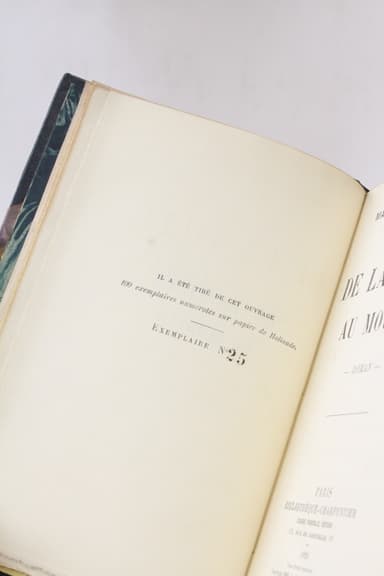 IL A ÉTÉ TIRÉ DE CET OUVRAGE
100 exemplaires numérotés sur papier de Hollande.
EXEMPLAIRE N° 25
DE LA
AU MO
— ROMAN —
PARIS
BIBLIOTHÈQUE-CHARPENTIER